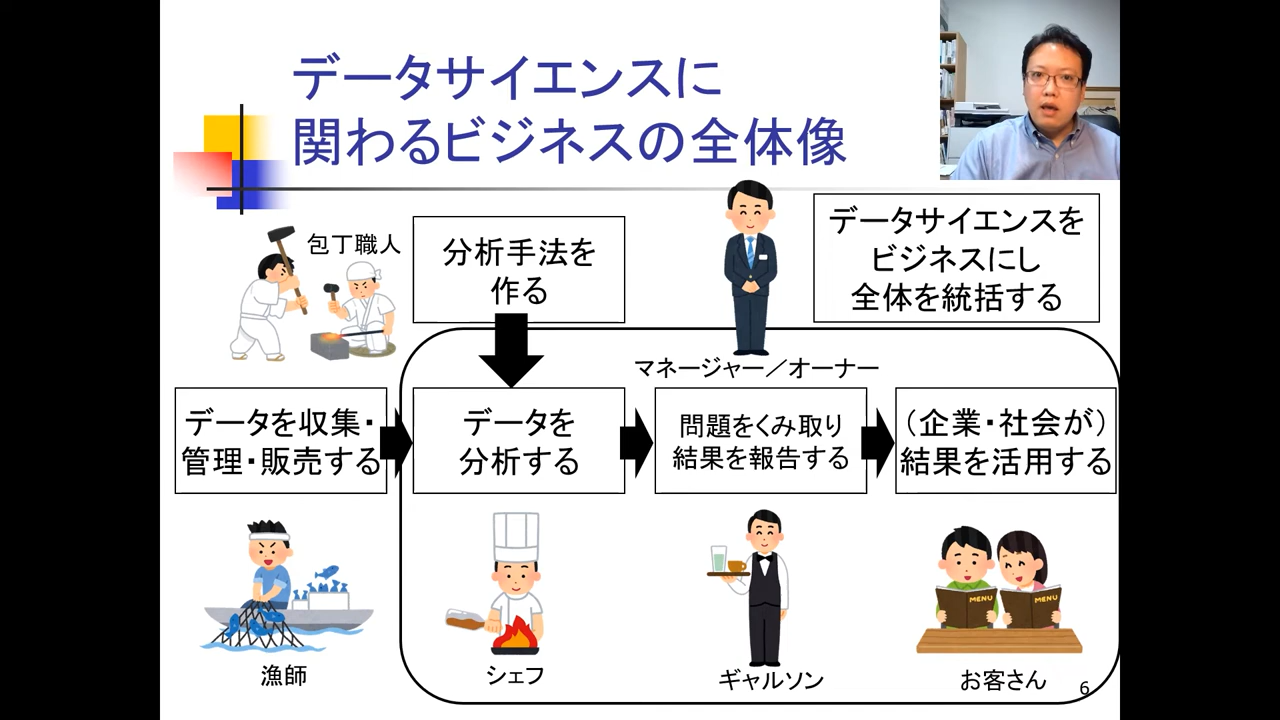 データサイエンスに
関わるビジネスの全体像
包丁職人
分析手法を
作る
データサイエンスを
ビジネスにし
全体を統括する
マネージャー／オーナー
データを収集・
管理・販売する
データを
分析する
問題をくみ取り
結果を報告する
（企業・社会が）
結果を活用する
MENU
MENU
漁師
シェフ
ギャルソン
お客さん
6